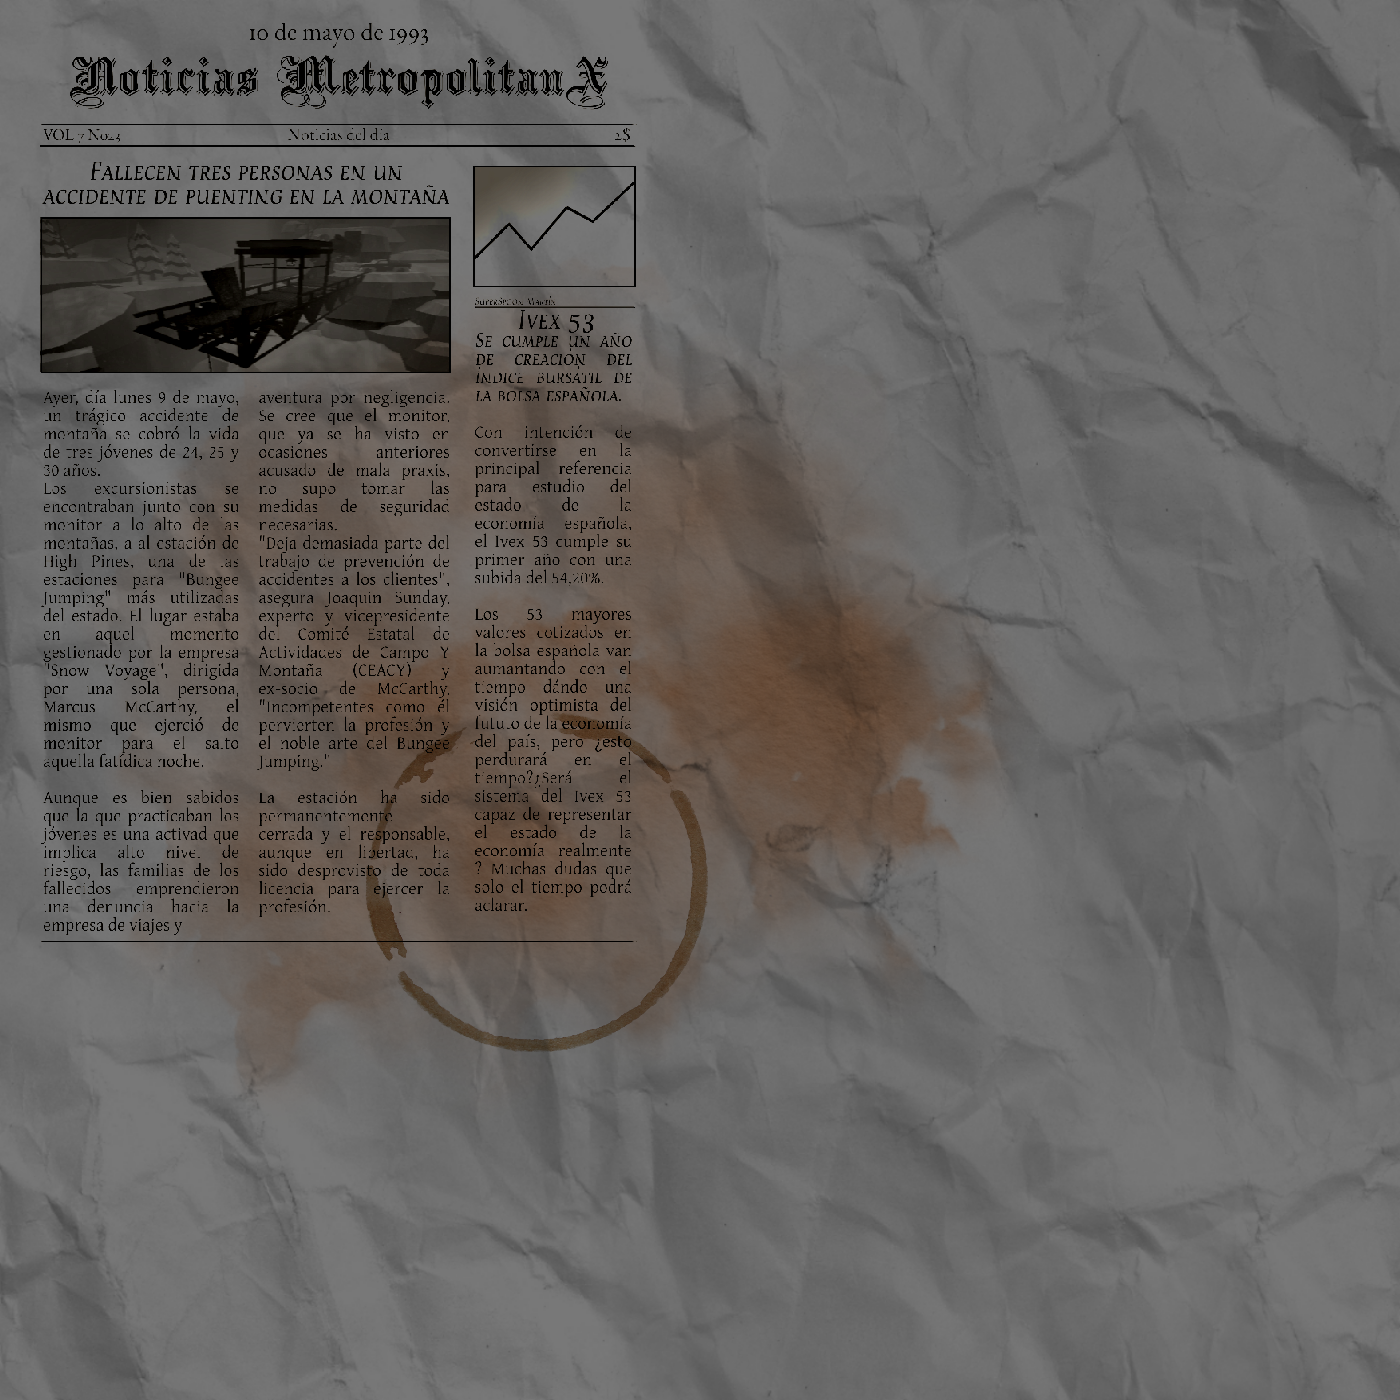 10 de mayo de 1993
Noticias MetropolitanX
VOL 7 No23 Noticias del día 2$
FALLECEN TRES PERSONAS EN UN
ACCIDENTE DE PUENTING EN LA MONTAÑA
Ayer, día lunes 9 de mayo,
un trágico accidente de
montaña se cobró la vida
de tres jóvenes de 24, 25 y
30 años.
Los excursionistas se
encontraban junto con su
monitor a lo alto de las
montañas, a al estación de
High Pines, una de las
estaciones para "Bungee
Jumping" más utilizadas
del estado. El lugar estaba
en aquel momento
gestionado por la empresa
"Snow Voyage", dirigida
por una sola persona,
Marcus McCarthy, el
mismo que ejerció de
monitor para el salto
aquella fatídica noche.
Aunque es bien sabidos
que la que practicaban los
jóvenes es una activad que
implica alto nivel de
riesgo, las familias de los
fallecidos emprendieron
una denuncia hacia la
empresa de viajes y
aventura por negligencia.
Se cree que el monitor,
que ya se ha visto en
ocasiones anteriores
acusado de mala praxis,
no supo tomar las
medidas de seguridad
necesarias.
"Deja demasiada parte del
trabajo de prevención de
accidentes a los clientes",
asegura Joaquin Sunday,
experto y vicepresidente
del Comité Estatal de
Actividades de Campo Y
Montaña (CEACY) y
ex-socio de McCarthy,
"Incompetentes como él
pervierten la profesión y
el noble arte del Bungee
Jumping."
La estación ha sido
permanentemente
cerrada y el responsable,
aunque en libertad, ha
sido desprovisto de toda
licencia para ejercer la
profesión.
IVEX 53
SE CUMPLE UN AÑO
DE CREACIÓN DEL
ÍNDICE BURSÁTIL DE
LA BOLSA ESPAÑOLA.
Con intención de
convertirse en la
principal referencia
para estudio del
estado de la
economía española,
el Ivex 53 cumple su
primer año con una
subida del 54,20%.
Los 53 mayores
valores cotizados en
la bolsa española van
aumantando con el
tiempo dándo una
visión optimista del
futuro de la economía
del país, pero ¿esto
perdurará en el
tiempo?¿Será el
sistema del Ivex 53
capaz de representar
el estado de la
economía realmente
? Muchas dudas que
solo el tiempo podrá
aclarar.